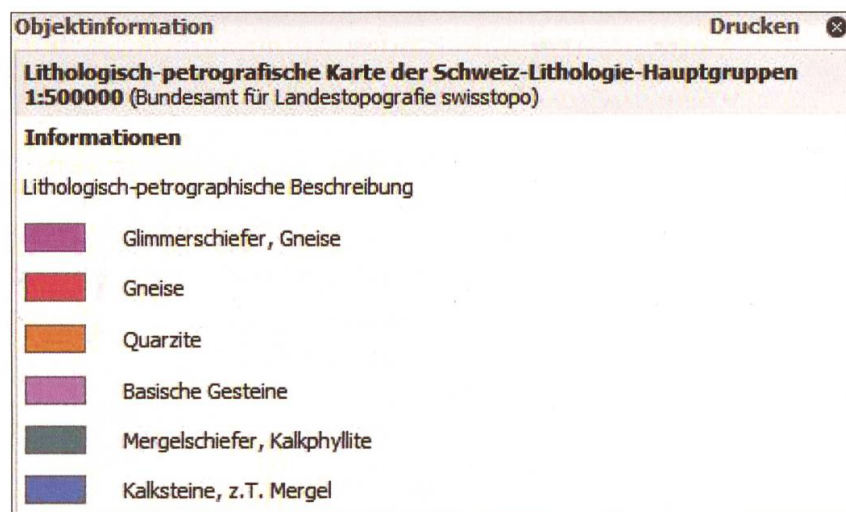 Objektinformation Drucken
Lithologisch-petrografische Karte der Schweiz-Lithologie-Hauptgruppen
1:500000 (Bundesamt für Landestopografie swisstopo)
Informationen
Lithologisch-petrographische Beschreibung
Glimmerschiefer, Gneise
Gneise
Quarzite
Basische Gesteine
Mergelschiefer, Kalkphyllite
Kalksteine, z.T. Mergel